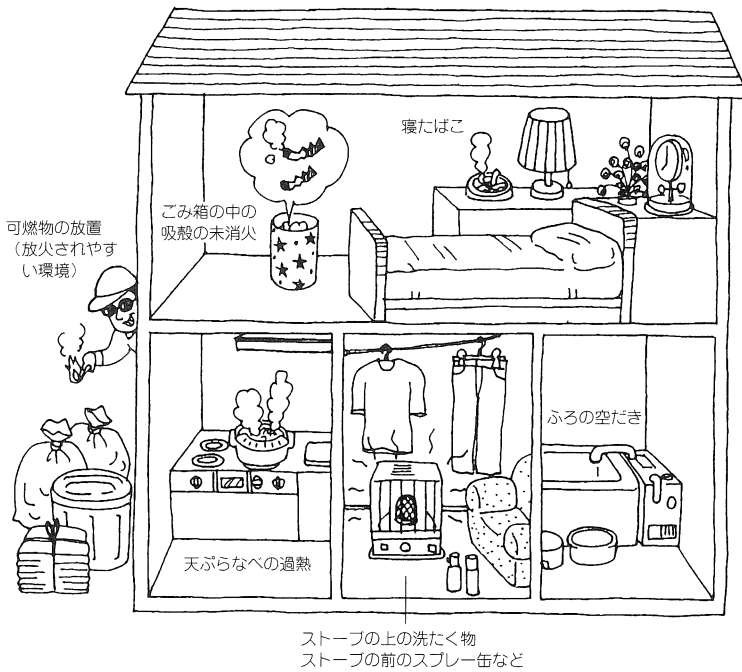 寝たばこ
ごみ箱の中の
吸殻の未消火
可燃物の放置
（放火されやす
い環境）
ふろの空だき
天ぷらなべの過熱
ストーブの上の洗たく物
ストーブの前のスプレー缶など